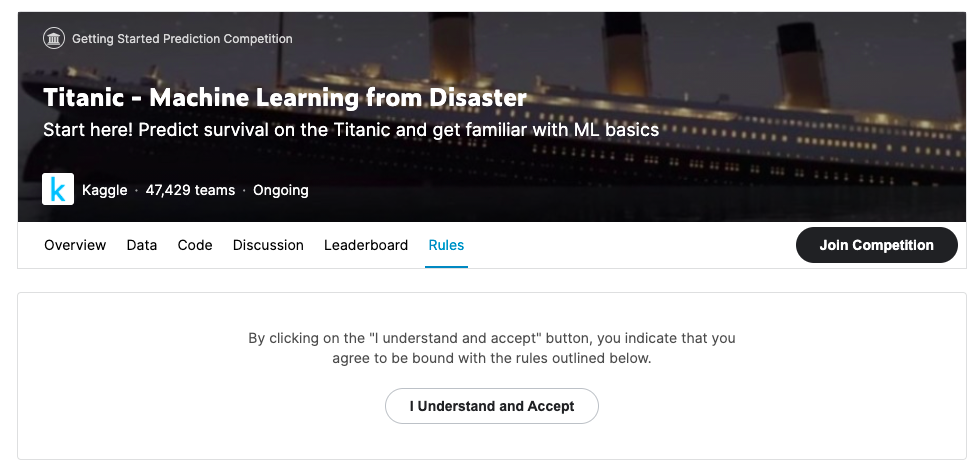 Getting Started Prediction Competition
Titanic - Machine Learning from Disaster
Start here! Predict survival on the Titanic and get familiar with ML basics
k Kaggle · 47,429 teams · Ongoing
Overview Data Code Discussion Leaderboard Rules Join Competition
By clicking on the "I understand and accept" button, you indicate that you
agree to be bound with the rules outlined below.
I Understand and Accept